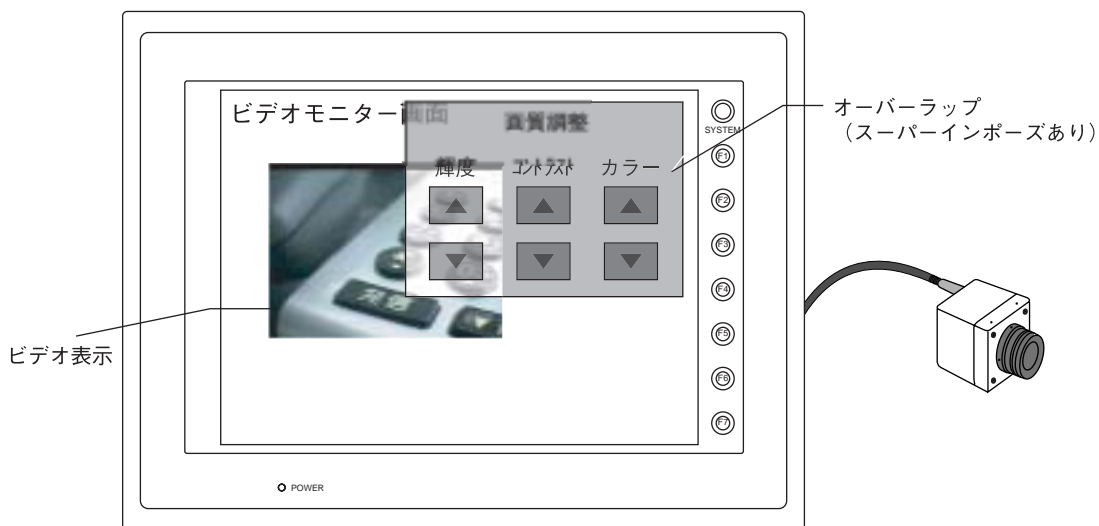 ビデオモニター画面
画質調整
輝度
コントラスト
カラー
SYSTEM
F1
F2
F3
F4
F5
F6
F7
POWER
オーバーラップ
(スーパーインポーズあり)
ビデオ表示